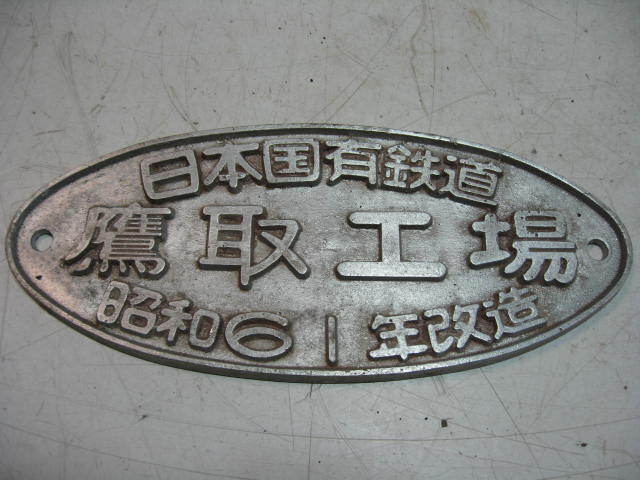 日本国有鉄道
鷹取工場
昭和61年改造